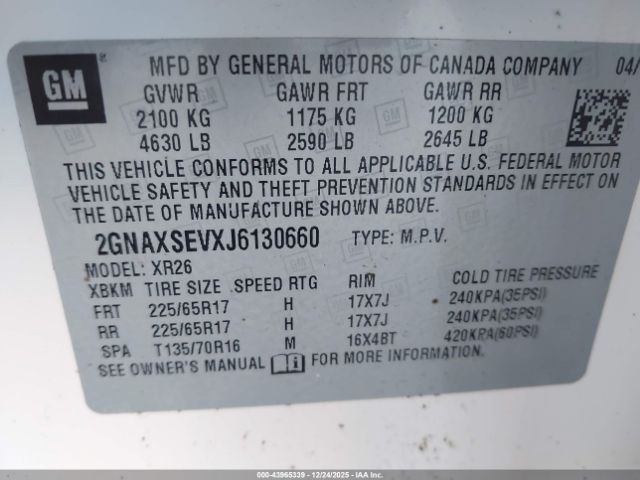 GM
MFD BY GENERAL MOTORS OF CANADA COMPANY 04/
GVWR GAWR FRT GAWR RR
2100 KG 1175 KG 1200 KG
4630 LB 2590 LB 2645 LB
THIS VEHICLE CONFORMS TO ALL APPLICABLE U.S. FEDERAL MOTOR
VEHICLE SAFETY AND THEFT PREVENTION STANDARDS IN EFFECT ON
THE DATE OF MANUFACTURE SHOWN ABOVE.
2GNAXSEVXJ6130660 TYPE: M.P.V.
MODEL: XR26
XBKM TIRE SIZE SPEED RTG RIM COLD TIRE PRESSURE
FRT 225/65R17 H 17X7J 240KPA(35PSI)
RR 225/65R17 H 17X7J 240KPA(35PSI)
SPA T135/70R16 M 16X4BT 420KPA(60PSI)
SEE OWNER'S MANUAL FOR MORE INFORMATION.
000-43965339 - 12/24/2025 - IAAI.COM